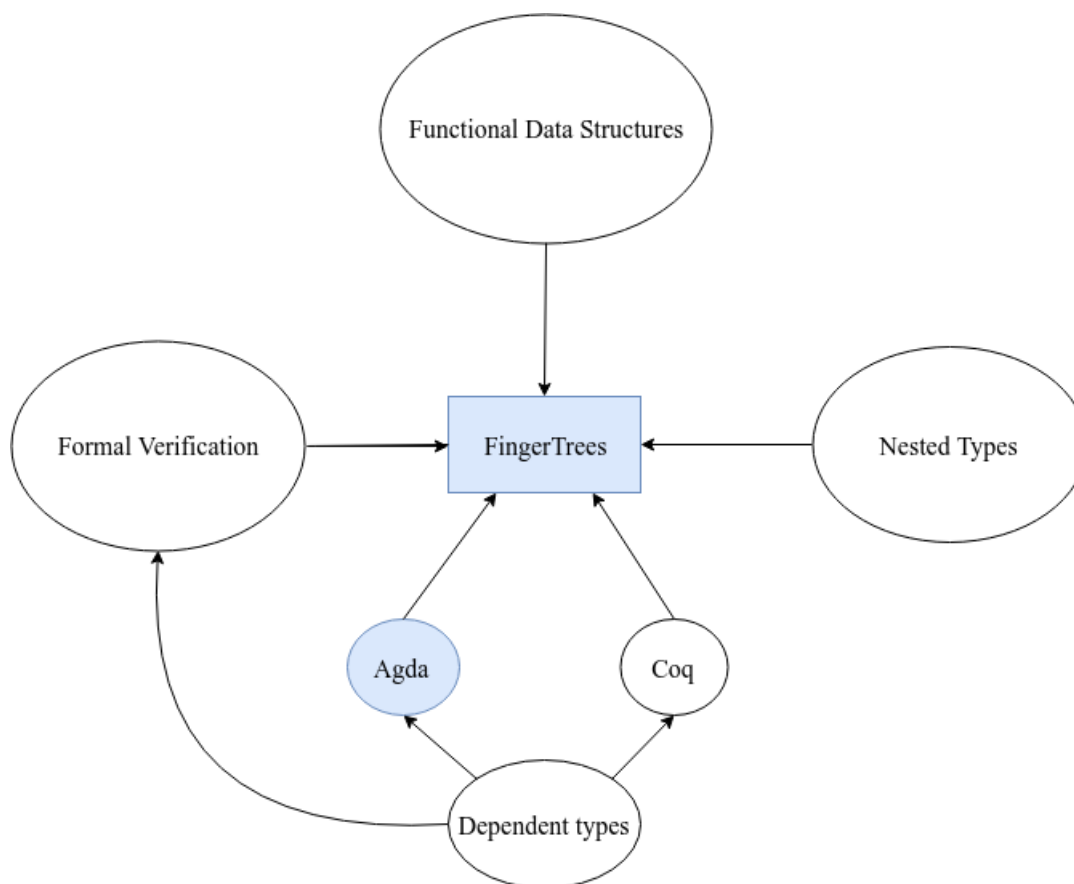 Functional Data Structures
Formal Verification
FingerTrees
Nested Types
Agda
Coq
Dependent types